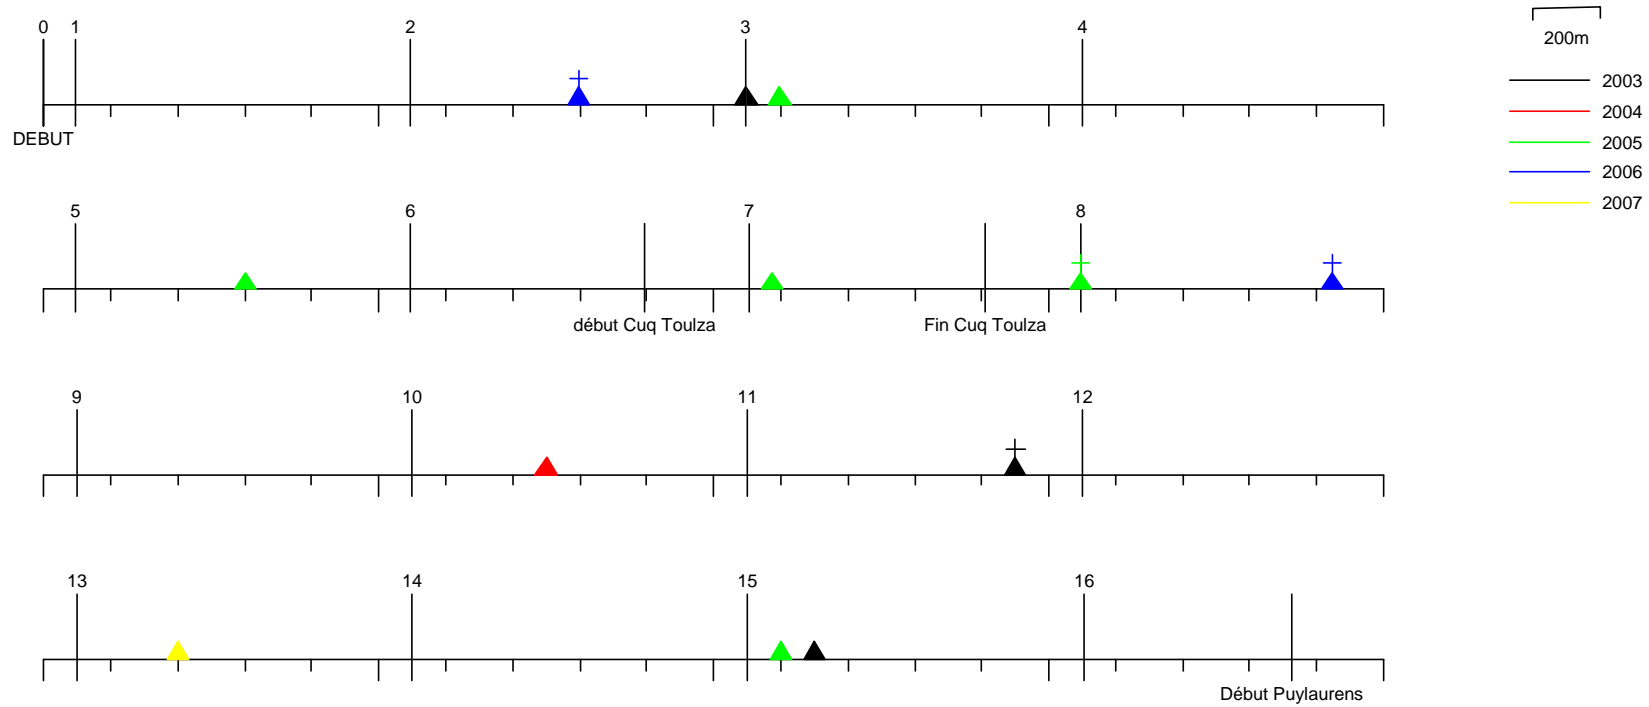 0 1 2 3 4
DEBUT
200m
2003
2004
2005
2006
2007
5 6 7 8
début Cuq Toulza Fin Cuq Toulza
9 10 11 12
13 14 15 16
Début Puylaurens